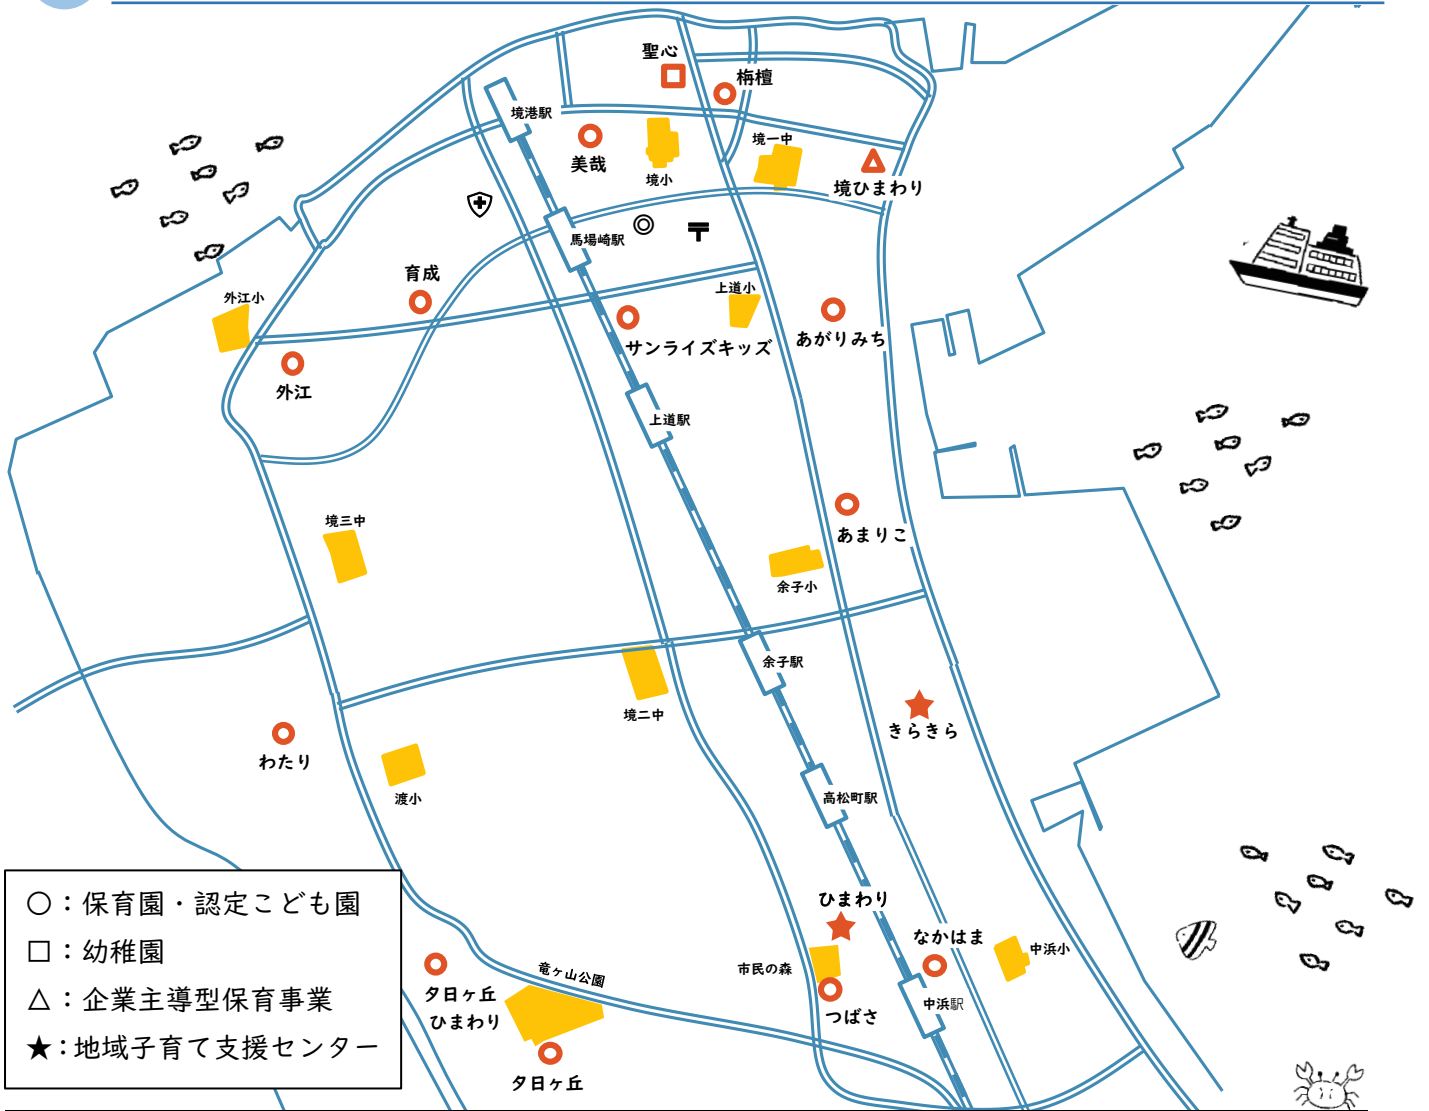 聖心
栴檀
境港駅
境一中
美哉
境小
境ひまわり
馬場崎駅
育成
上道小
外江小
サンライズキッズ
あがりみち
外江
上道駅
境三中
あまりこ
余子小
余子駅
境二中
きらきら
わたり
渡小
高松町駅
ひまわり
なかはま
中浜小
市民の森
竜ヶ山公園
夕日ヶ丘
ひまわり
つばさ
中浜駅
夕日ヶ丘
○：保育園・認定こども園
□：幼稚園
△：企業主導型保育事業
★：地域子育て支援センター